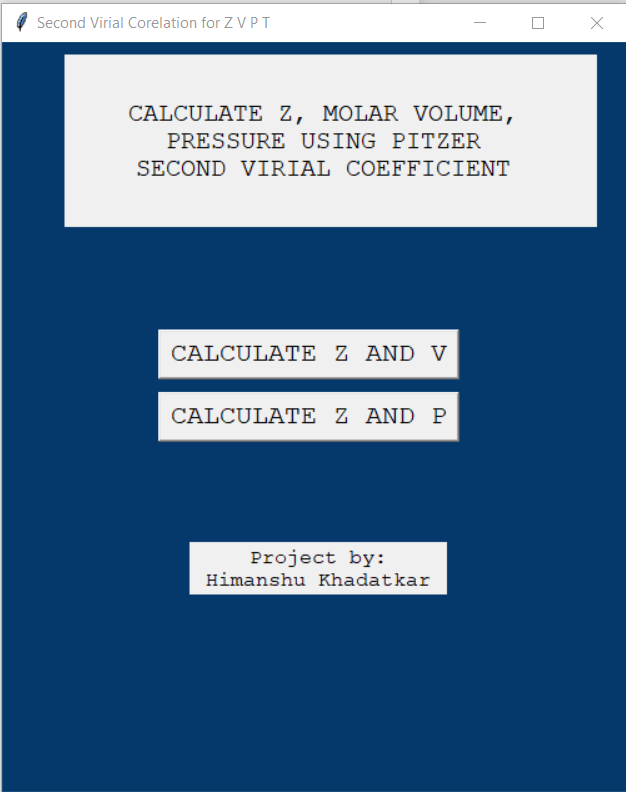 Second Virial Corelation for Z V P T
CALCULATE Z, MOLAR VOLUME,
PRESSURE USING PITZER
SECOND VIRIAL COEFFICIENT
CALCULATE Z AND V
CALCULATE Z AND P
Project by:
Himanshu Khadatkar